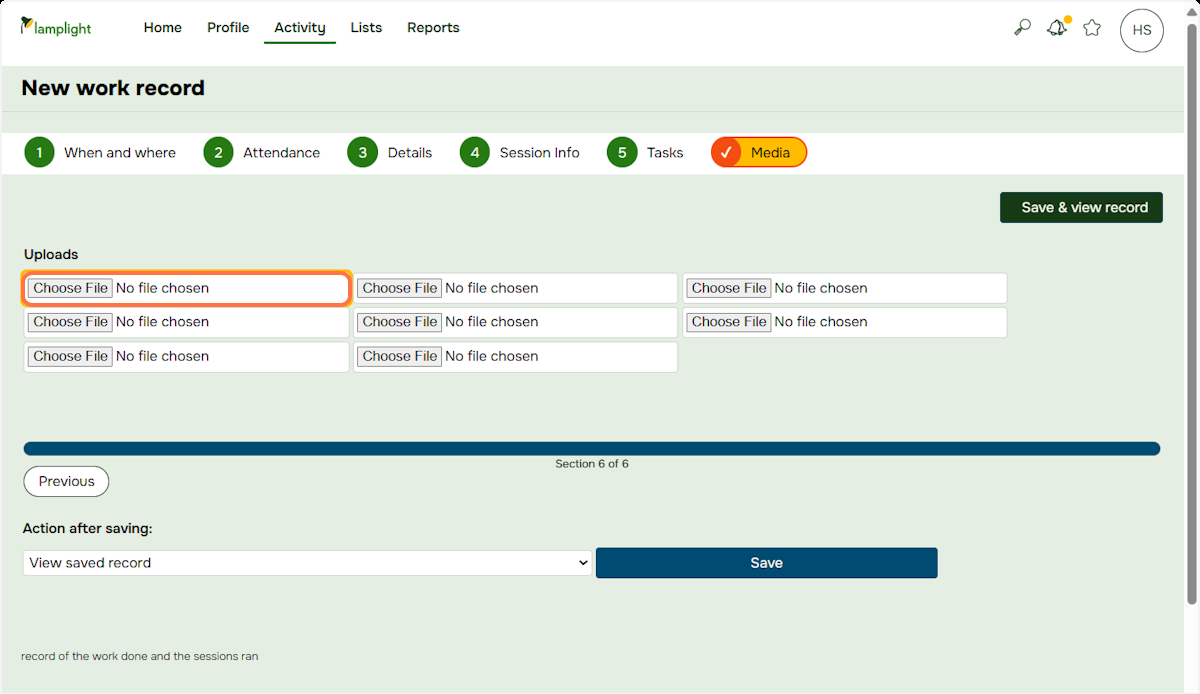 lamplight Home Profile Activity Lists Reports HS
New work record
1 When and where 2 Attendance 3 Details 4 Session Info 5 Tasks ✓ Media
Save & view record
Uploads
Choose File No file chosen Choose File No file chosen Choose File No file chosen
Choose File No file chosen Choose File No file chosen Choose File No file chosen
Choose File No file chosen Choose File No file chosen
Section 6 of 6
Previous
Action after saving:
View saved record Save
record of the work done and the sessions ran